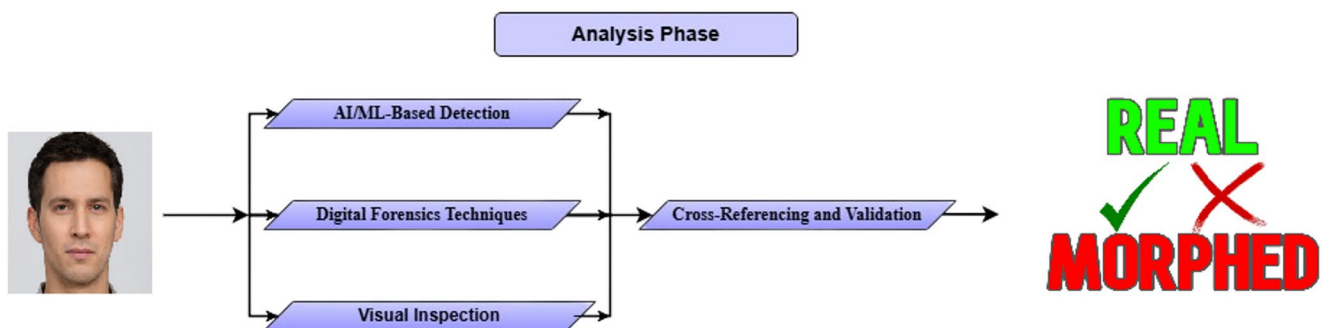 Analysis Phase
AI/ML-Based Detection
Digital Forensics Techniques
Cross-Referencing and Validation
Visual Inspection
REAL
MORPHED